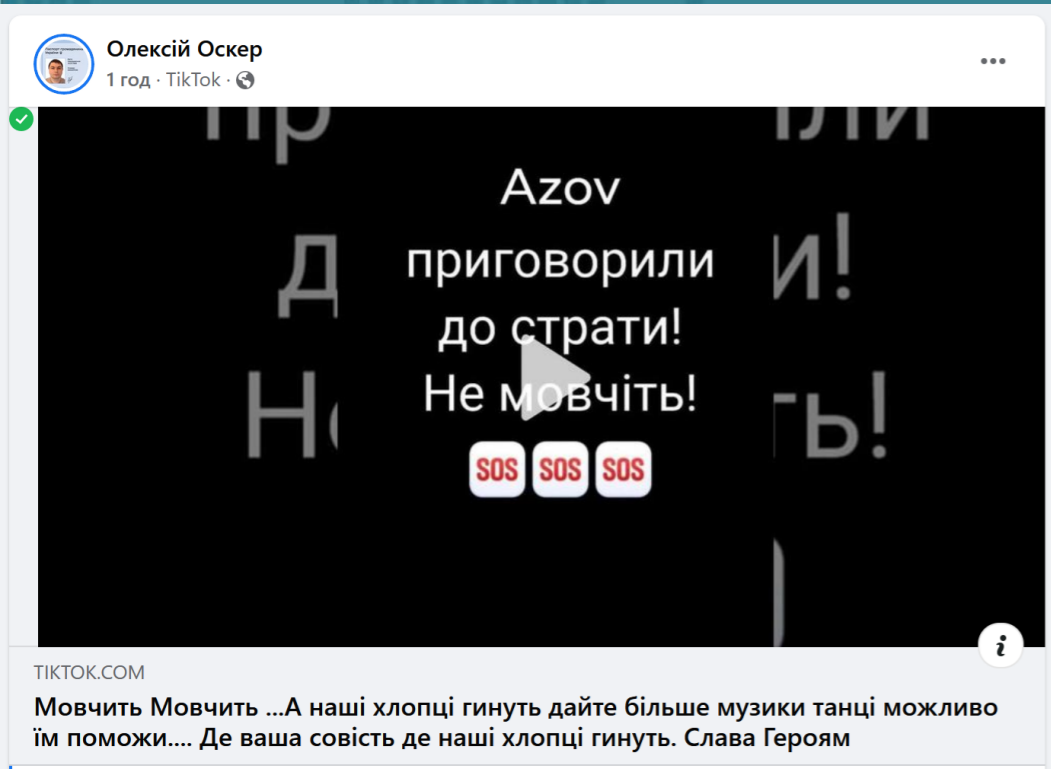 Олексій Оскер
1 год · TikTok ·
Azov
приговорили
до страти!
Не мовчіть!
SOS SOS SOS
TIKTOK.COM
Мовчить Мовчить ...А наші хлопці гинуть дайте більше музики танці можливо
їм поможи.... Де ваша совість де наші хлопці гинуть. Слава Героям